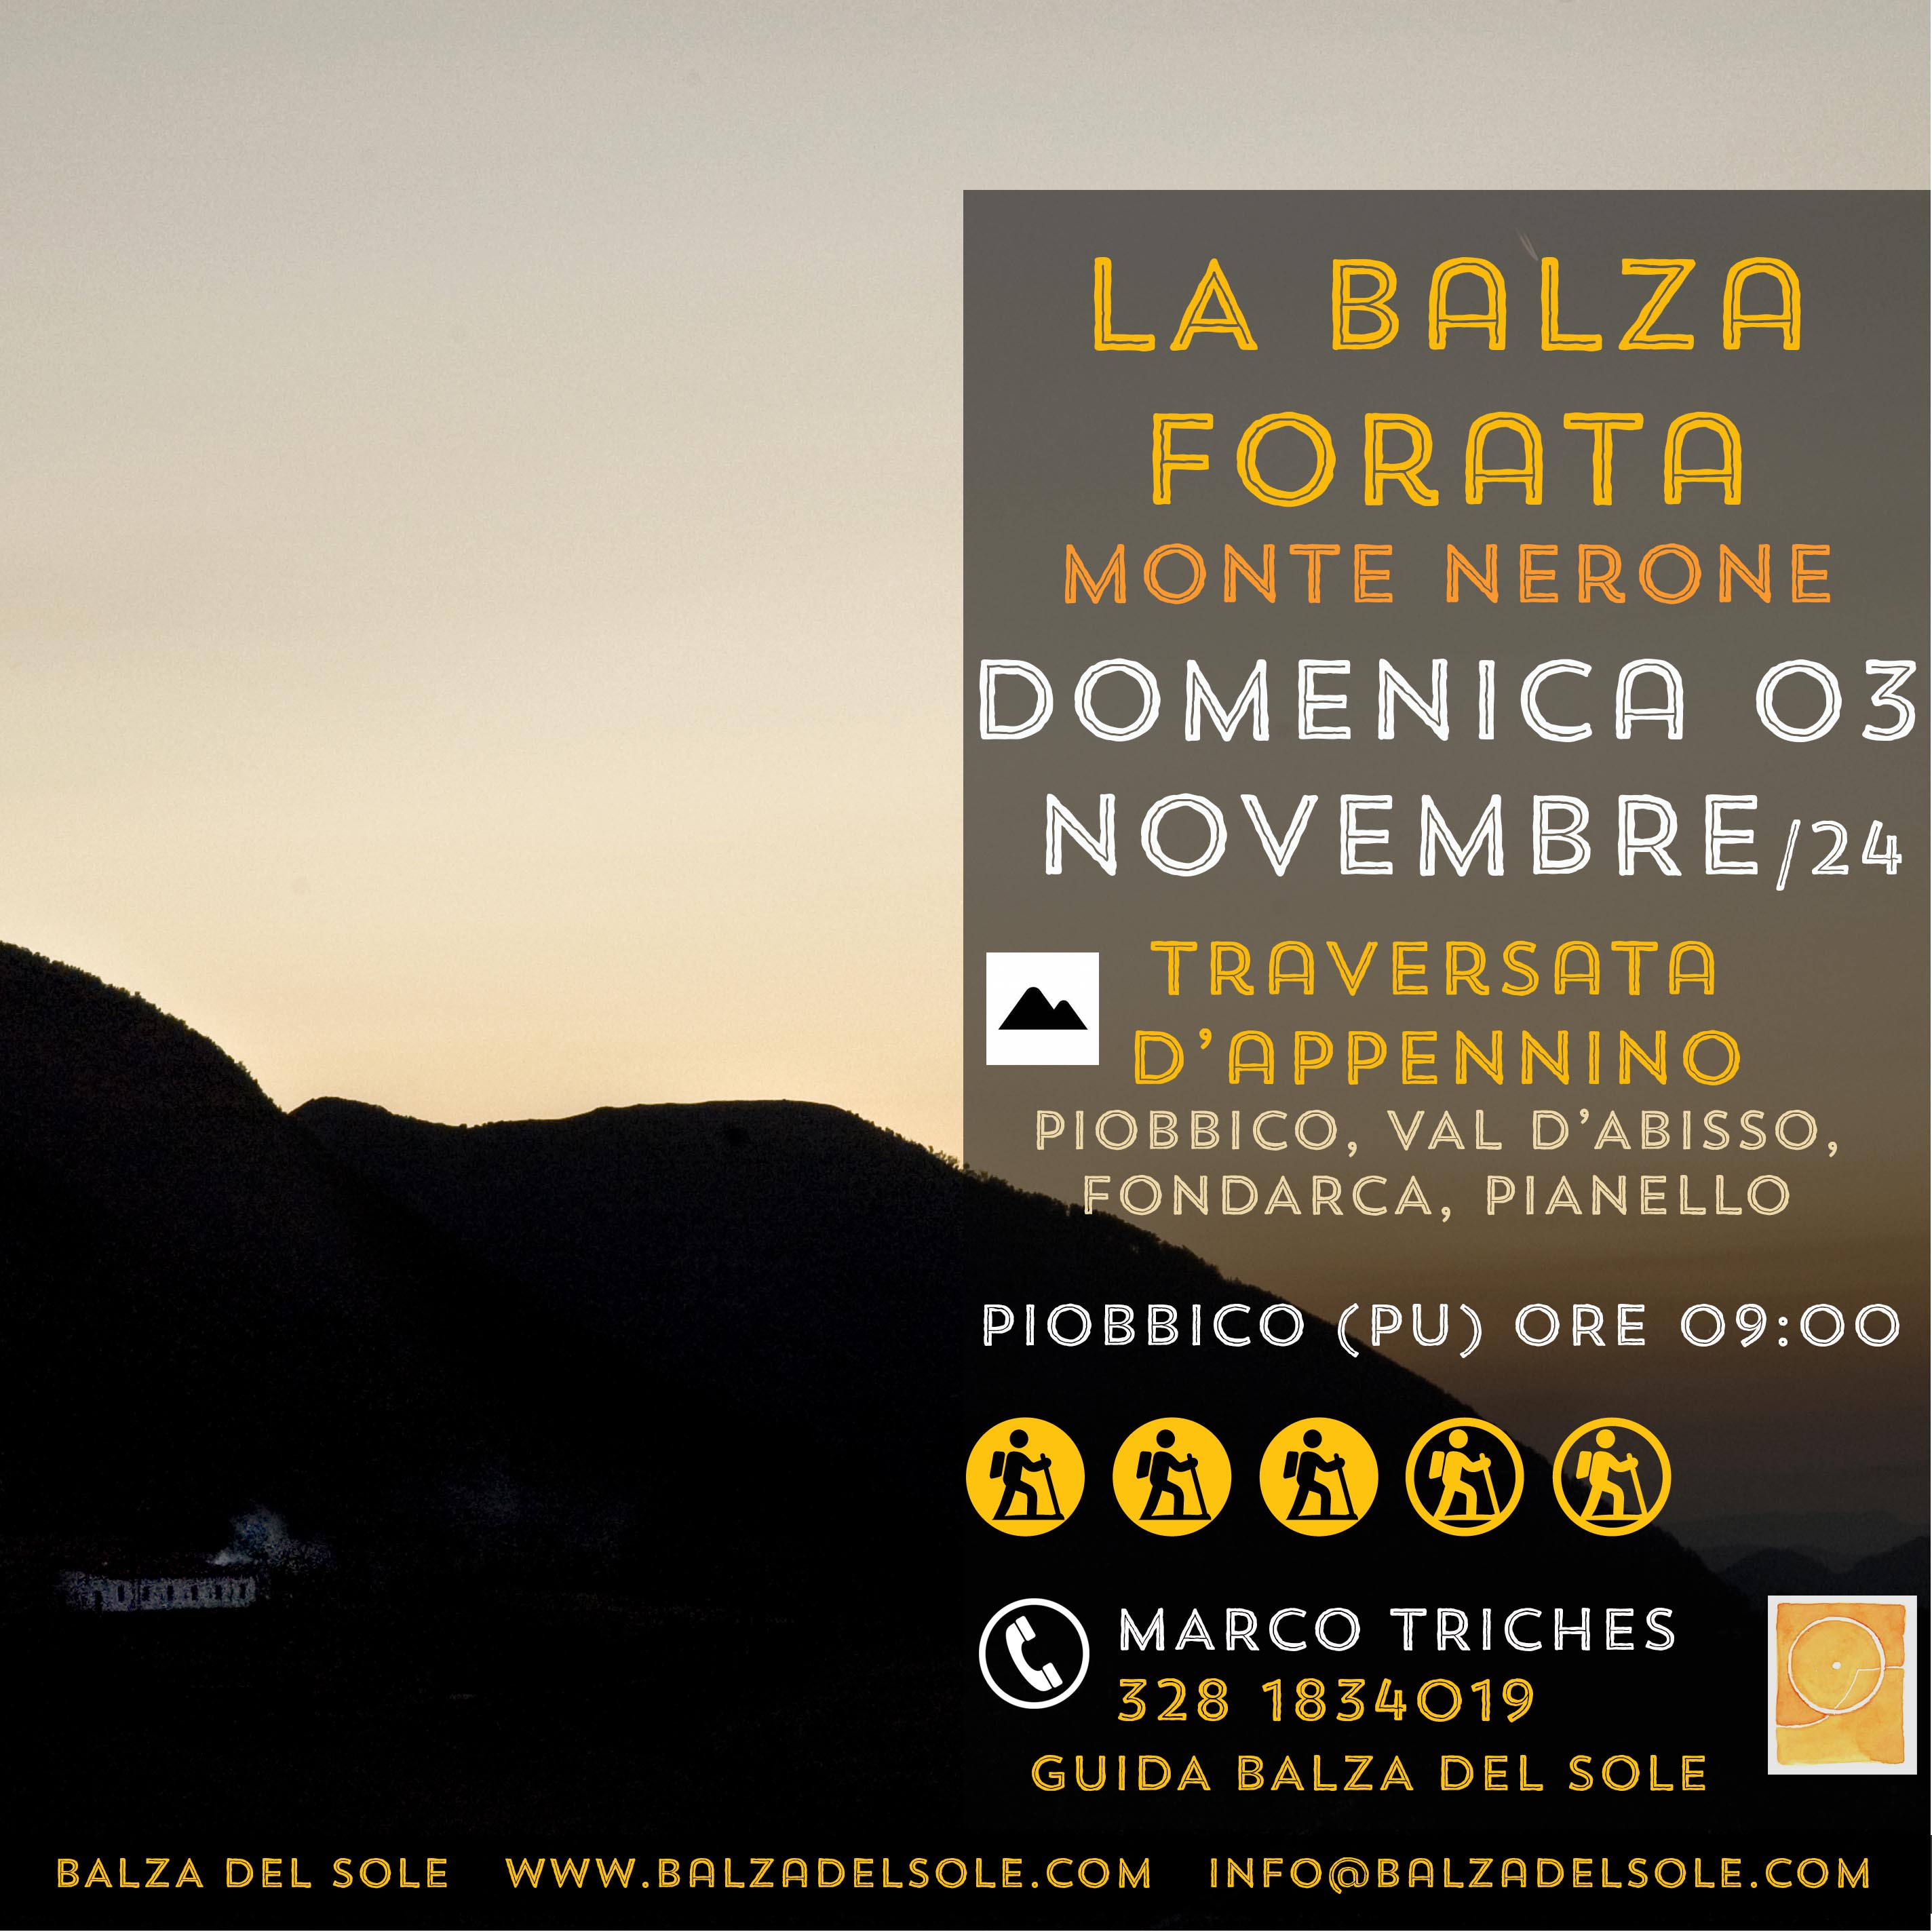 LA BALZA
FORATA
MONTE NERONE
DOMENICA 03
NOVEMBRE/24
TRAVERSATA
D'APPENNINO
PIOBBICO, VAL D'ABISSO,
FONDARCA, PIANELLO
PIOBBICO (PU) ORE 09:00
MARCO TRICHES
328 1834019
GUIDA BALZA DEL SOLE
BALZA DEL SOLE WWW.BALZADELSOLE.COM INFO@BALZADELSOLE.COM